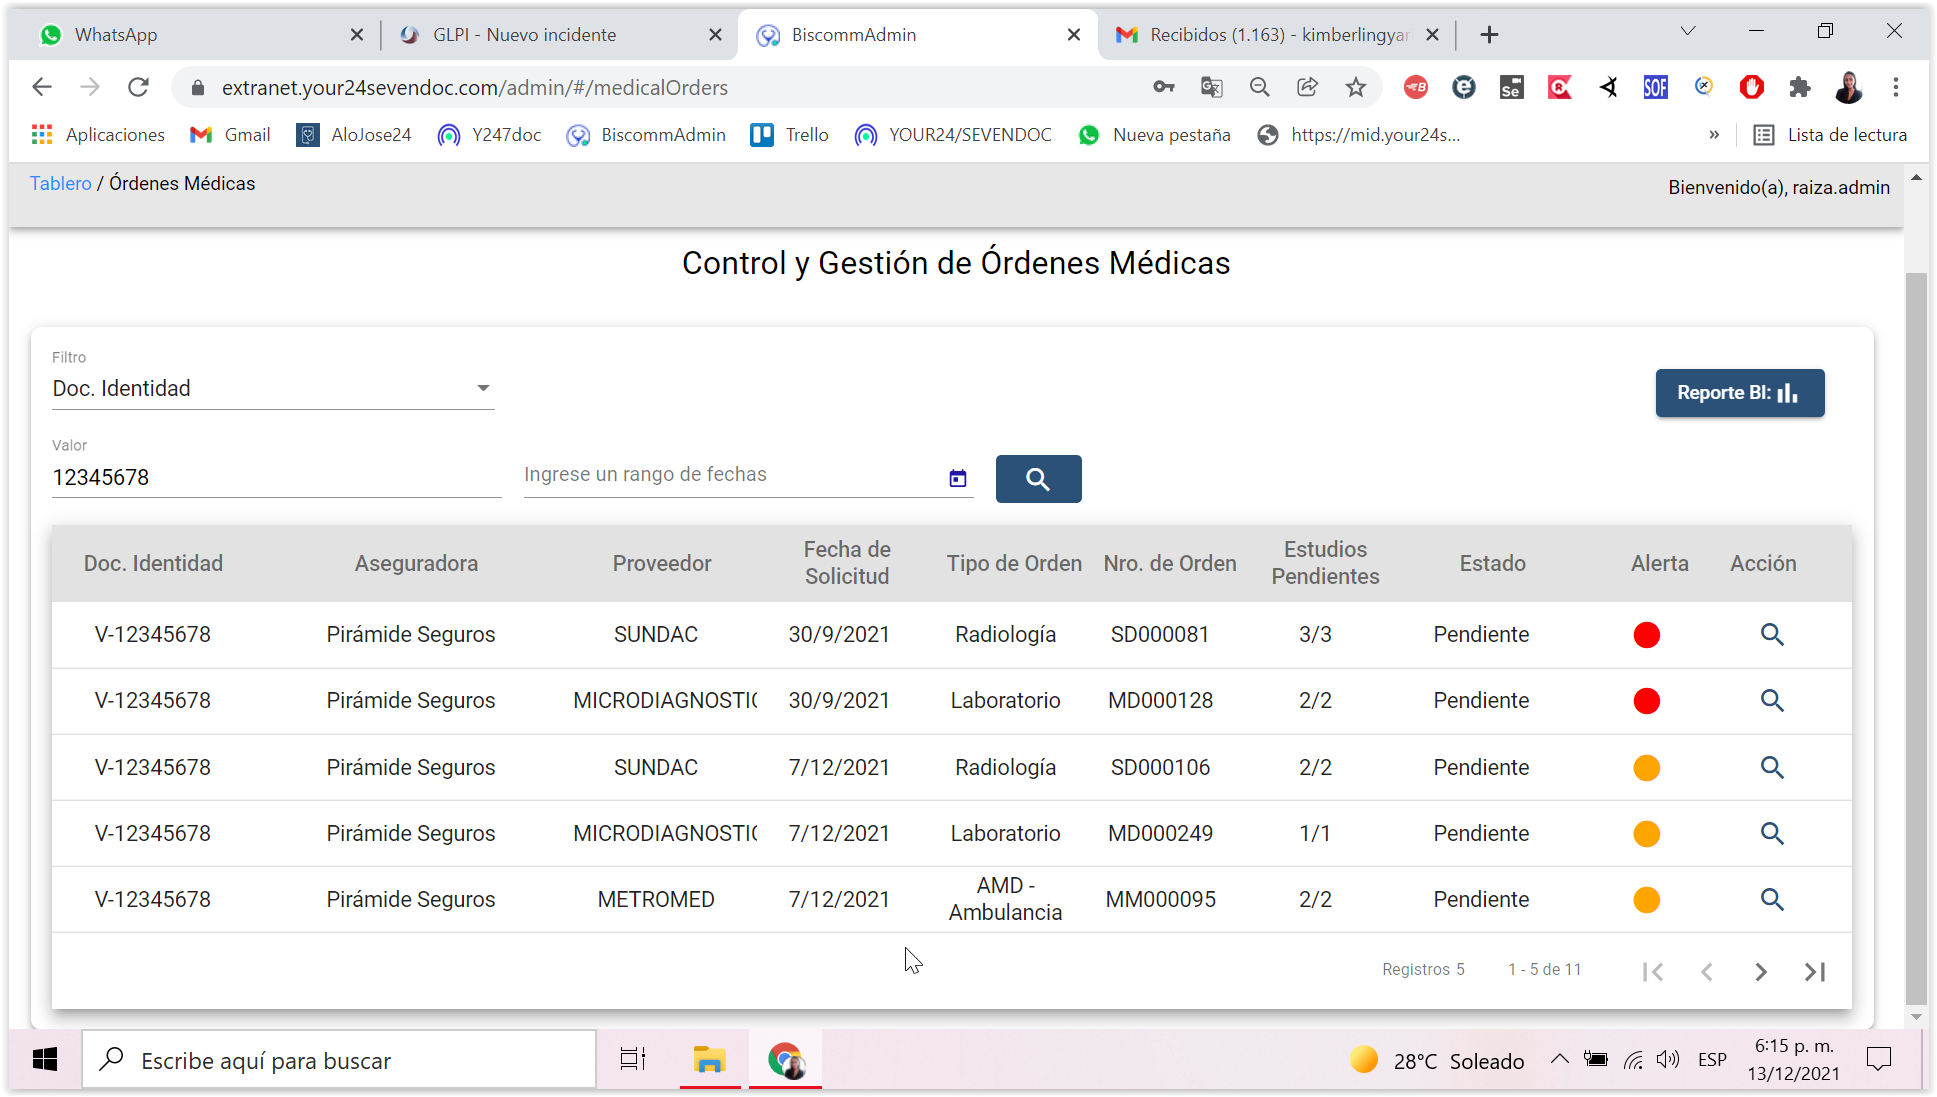 WhatsApp
GLPI - Nuevo incidente
BiscommAdmin
Recibidos (1.163) - kimberlingyar
extranet.your24sevendoc.com/admin/#/medicalOrders
Se
SOF
Aplicaciones
Gmail
AloJose24
Y247doc
BiscommAdmin
Trello
YOUR24/SEVENDOC
Nueva pestaña
https://mid.your24s...
»
Lista de lectura
Tablero / Órdenes Médicas
Bienvenido(a), raiza.admin
Control y Gestión de Órdenes Médicas
Filtro
Doc. Identidad
Reporte BI:
Valor
12345678
Ingrese un rango de fechas
Doc. Identidad Aseguradora Proveedor Fecha de Solicitud Tipo de Orden Nro. de Orden Estudios Pendientes Estado Alerta Acción
V-12345678 Pirámide Seguros SUNDAC 30/9/2021 Radiología SD000081 3/3 Pendiente
V-12345678 Pirámide Seguros MICRODIAGNOSTIC 30/9/2021 Laboratorio MD000128 2/2 Pendiente
V-12345678 Pirámide Seguros SUNDAC 7/12/2021 Radiología SD000106 2/2 Pendiente
V-12345678 Pirámide Seguros MICRODIAGNOSTIC 7/12/2021 Laboratorio MD000249 1/1 Pendiente
V-12345678 Pirámide Seguros METROMED 7/12/2021 AMD - Ambulancia MM000095 2/2 Pendiente
Registros 5 1 - 5 de 11
Escribe aquí para buscar
28°C Soleado
ESP
6:15 p. m.
13/12/2021